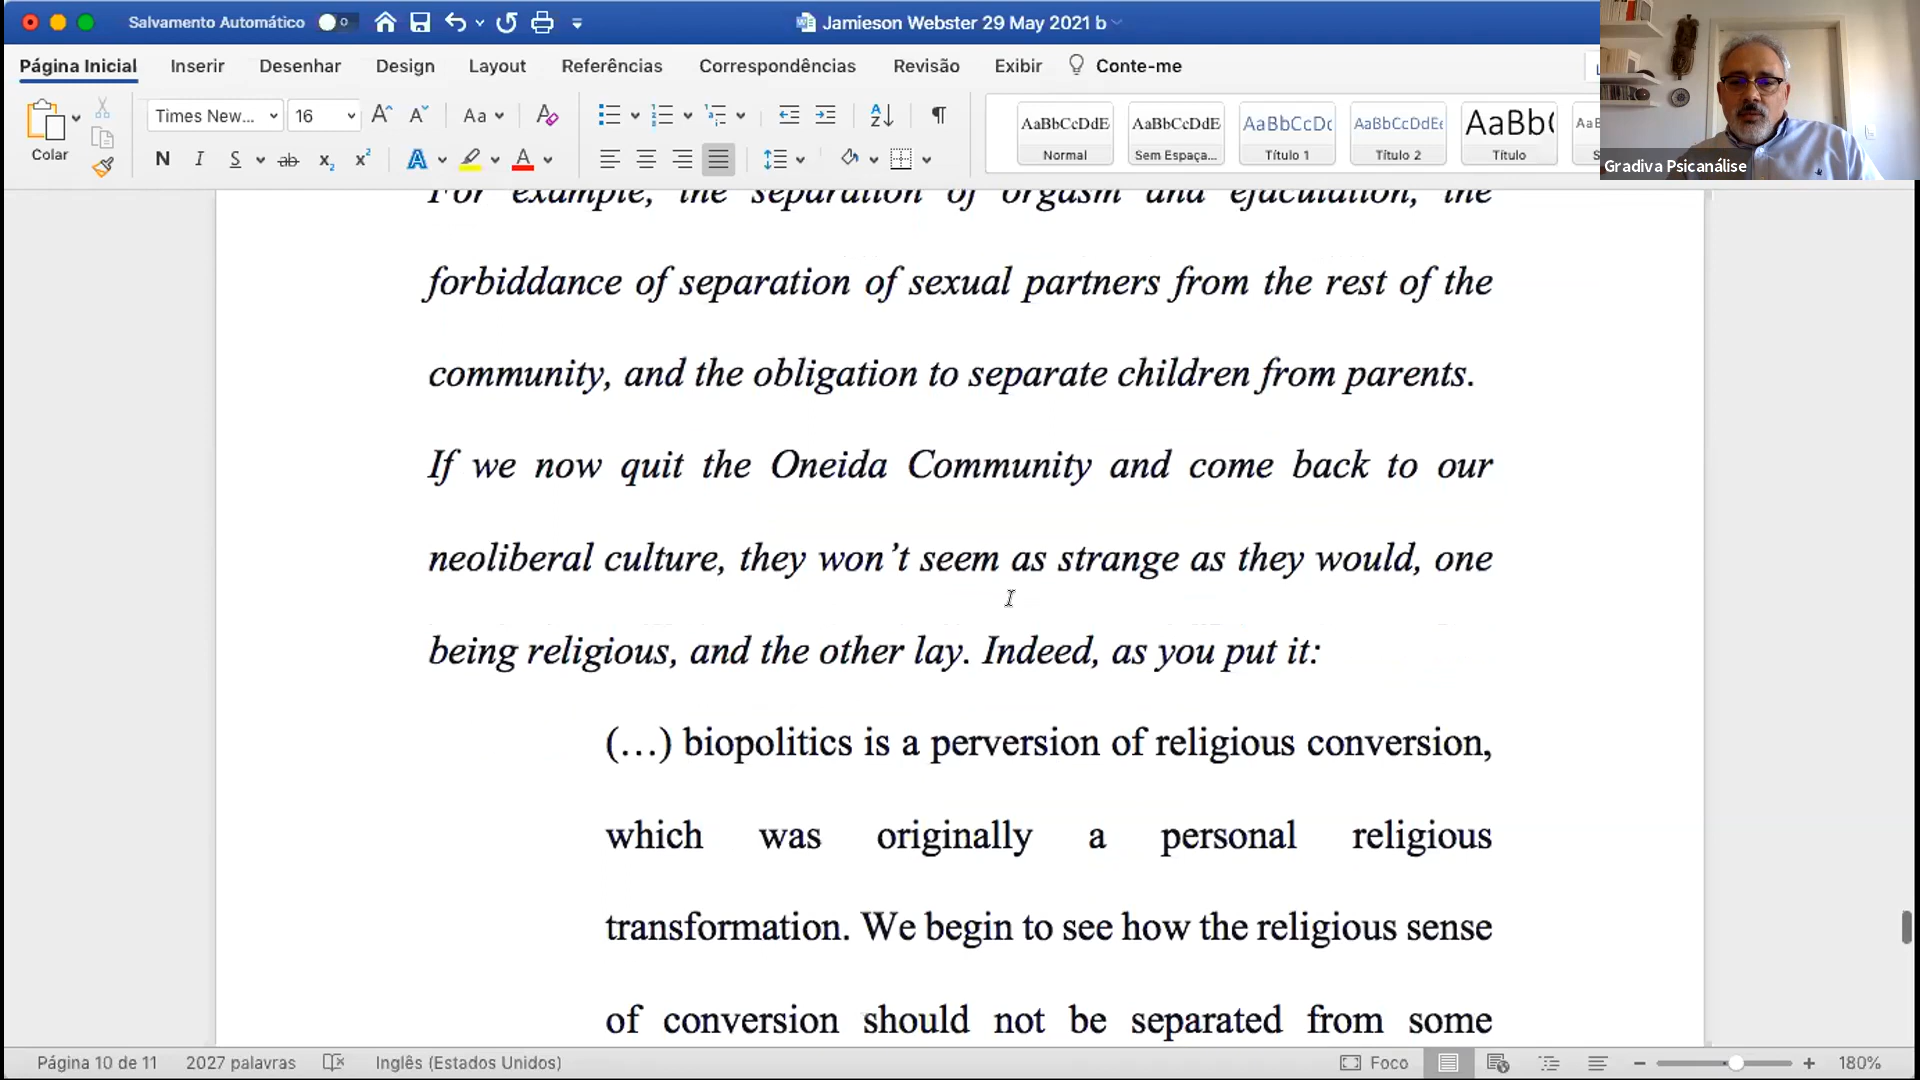 Salvamento Automático
Jamieson Webster 29 May 2021 b
Página Inicial Inserir Desenhar Design Layout Referências Correspondências Revisão Exibir Conte-me
Times New... 16
Colar
AaBbCcDdE AaBbCcDdE AaBbCcDc AaBbCcDdEe AaBb( AaB
Normal Sem Espaça... Título 1 Título 2 Título
Gradiva Psicanálise
For example, the separation of orgasm and ejaculation, the
forbiddance of separation of sexual partners from the rest of the
community, and the obligation to separate children from parents.
If we now quit the Oneida Community and come back to our
neoliberal culture, they won’t seem as strange as they would, one
being religious, and the other lay. Indeed, as you put it:
(…) biopolitics is a perversion of religious conversion,
which was originally a personal religious
transformation. We begin to see how the religious sense
of conversion should not be separated from some
Página 10 de 11 2027 palavras Inglês (Estados Unidos) Foco 180%